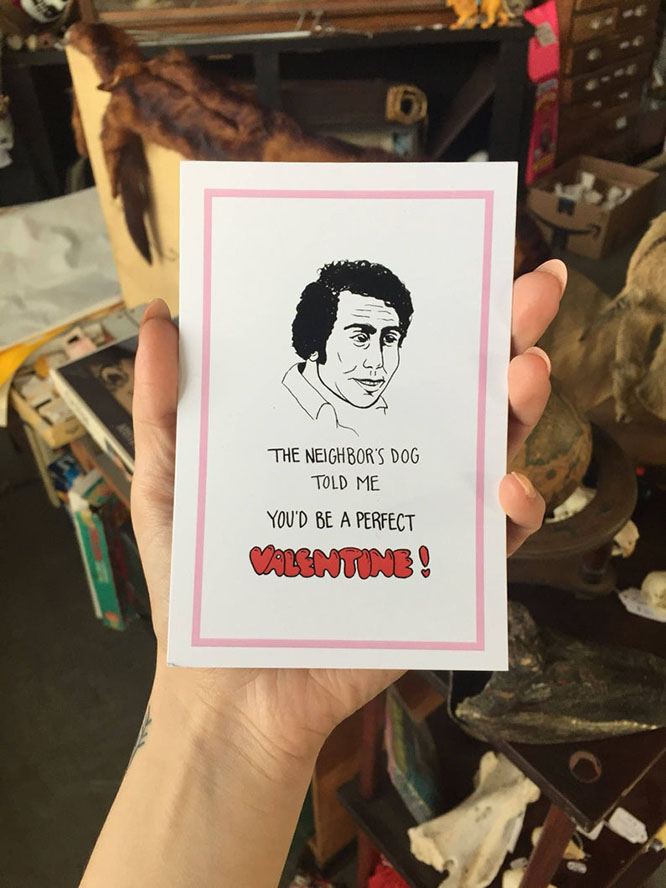 THE NEIGHBOR'S DOG
TOLD ME
YOU'D BE A PERFECT
VALENTINE!